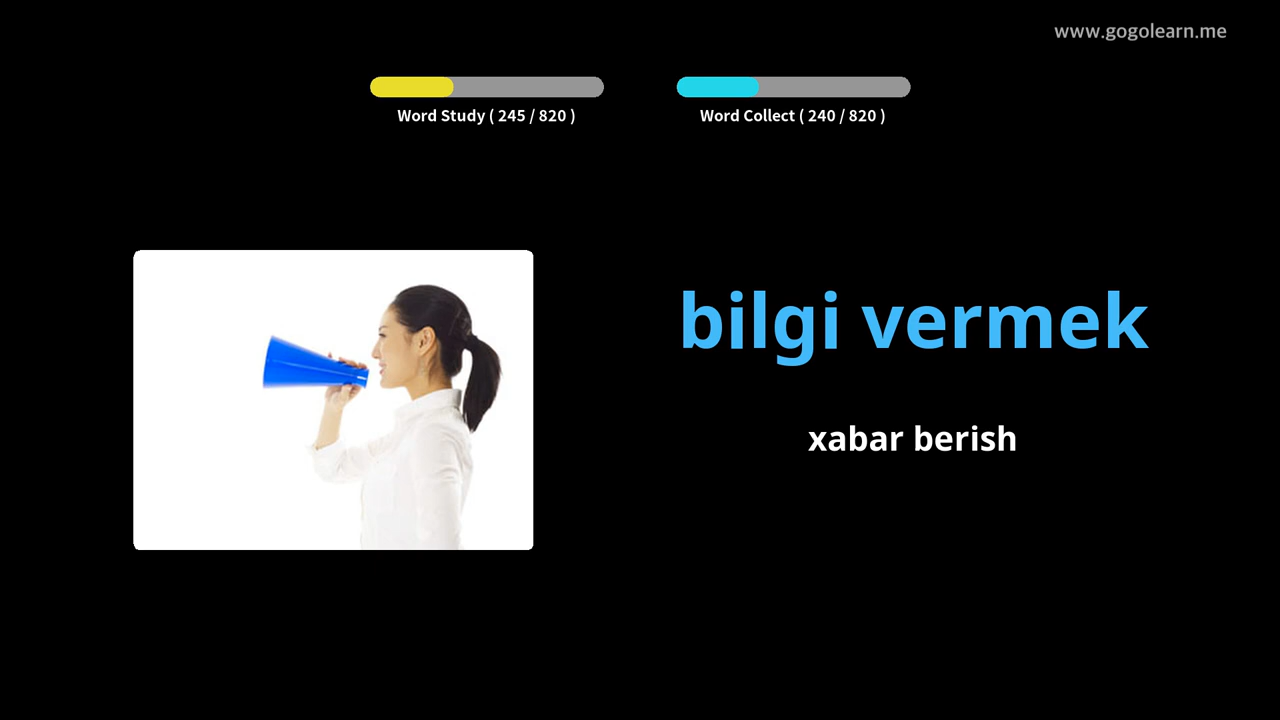 www.gogolearn.me
Word Study ( 245 / 820 )
Word Collect ( 240 / 820 )
bilgi vermek
xabar berish